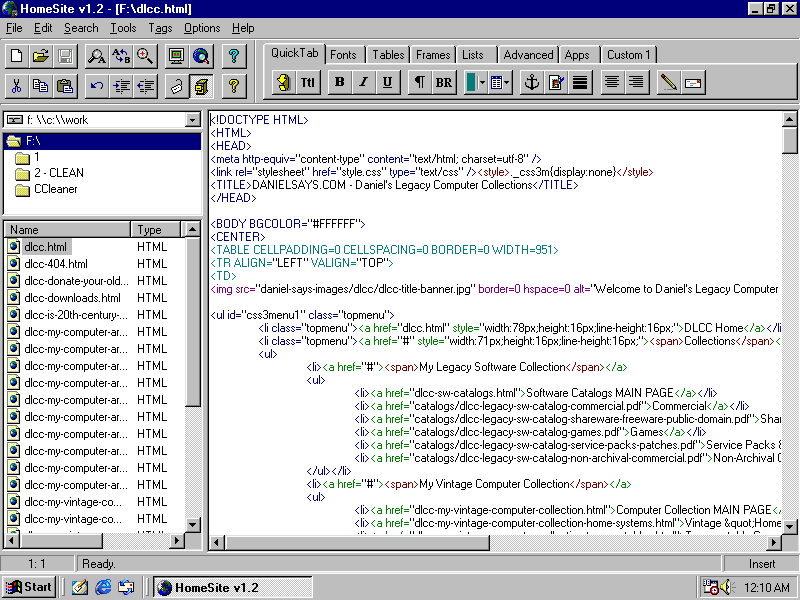 HomeSite v1.2 - [F:\dlcc.html]
File Edit Search Tools Tags Options Help
QuickTab Fonts Tables Frames Lists Advanced Apps Custom 1
TtI B I U ¶ BR
f: \\c:\\work
F:\
1
2 - CLEAN
CCleaner
Name Type
dlcc.html HTML
dlcc-404.html HTML
dlcc-donate-your-old... HTML
dlcc-downloads.html HTML
dlcc-is-20th-century-... HTML
dlcc-my-computer-ar... HTML
dlcc-my-computer-ar... HTML
dlcc-my-computer-ar... HTML
dlcc-my-computer-ar... HTML
dlcc-my-computer-ar... HTML
dlcc-my-computer-ar... HTML
dlcc-my-computer-ar... HTML
dlcc-my-computer-ar... HTML
dlcc-my-computer-ar... HTML
dlcc-my-computer-ar... HTML
dlcc-my-vintage-co... HTML
dlcc-my-vintage-co... HTML
<!DOCTYPE HTML>
<HTML>
<HEAD>
<meta http-equiv="content-type" content="text/html; charset=utf-8" />
<link rel="stylesheet" href="style.css" type="text/css" /><style>._css3m{display:none}</style>
<TITLE>DANIELSAYS.COM - Daniel's Legacy Computer Collections</TITLE>
</HEAD>
<BODY BGCOLOR="#FFFFFF">
<CENTER>
<TABLE CELLPADDING=0 CELLSPACING=0 BORDER=0 WIDTH=951>
<TR ALIGN="LEFT" VALIGN="TOP">
<TD>
<img src="daniel-says-images/dlcc/dlcc-title-banner.jpg" border=0 hspace=0 alt="Welcome to Daniel's Legacy Computer
<ul id="css3menu1" class="topmenu">
<li class="topmenu"><a href="dlcc.html" style="width:78px;height:16px;line-height:16px;">DLCC Home</a></li
<li class="topmenu"><a href="#" style="width:71px;height:16px;line-height:16px;"><span>Collections</span><
<ul>
<li><a href="#"><span>My Legacy Software Collection</span></a>
<ul>
<li><a href="dlcc-sw-catalogs.html">Software Catalogs MAIN PAGE</a></li>
<li><a href="catalogs/dlcc-legacy-sw-catalog-commercial.pdf">Commercial</a></li>
<li><a href="catalogs/dlcc-legacy-sw-catalog-shareware-freeware-public-domain.pdf">Shar
<li><a href="catalogs/dlcc-legacy-sw-catalog-games.pdf">Games</a></li>
<li><a href="catalogs/dlcc-legacy-sw-catalog-service-packs-patches.pdf">Service Packs &
<li><a href="catalogs/dlcc-legacy-sw-catalog-non-archival-commercial.pdf">Non-Archival C
</ul></li>
<li><a href="#"><span>My Vintage Computer Collection</span></a>
<ul>
<li><a href="dlcc-my-vintage-computer-collection.html">Computer Collection MAIN PAGE</a>
<li><a href="dlcc-my-vintage-computer-collection-home-systems.html">Vintage &quot;Home
1: 1 Ready. Insert
Start HomeSite v1.2 12:10 AM